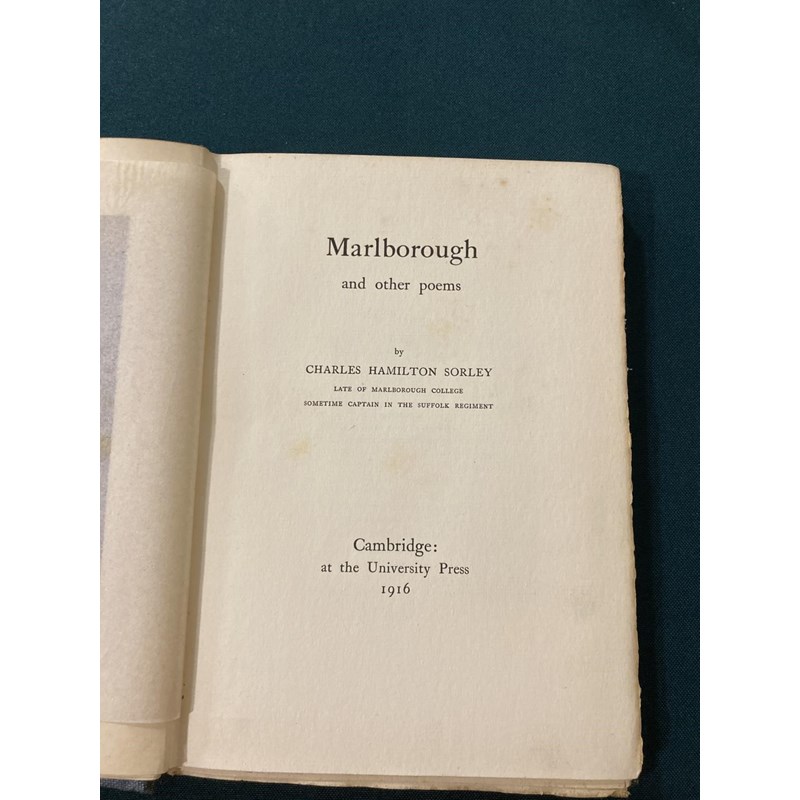 Marlborough
and other poems
by
CHARLES HAMILTON SORLEY
LATE OF MARLBOROUGH COLLEGE
SOMETIME CAPTAIN IN THE SUFFOLK REGIMENT
Cambridge:
at the University Press
1916